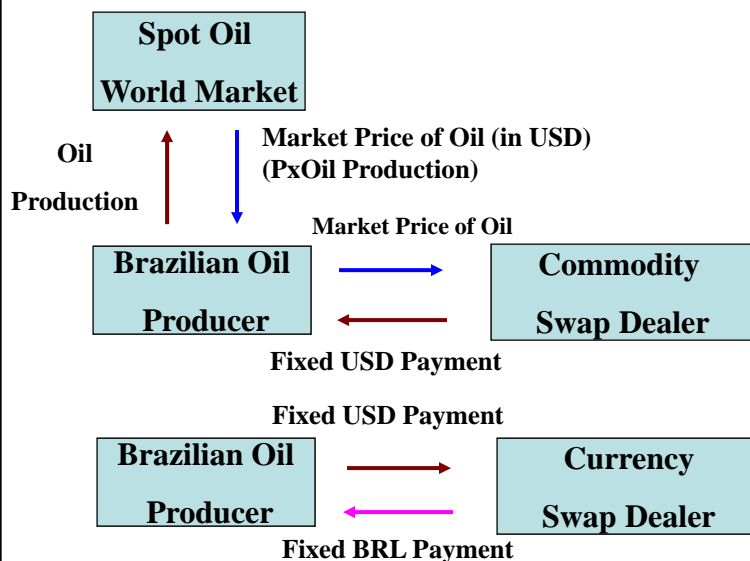 Spot Oil
World Market
Oil
Production
Market Price of Oil (in USD)
(PxOil Production)
Market Price of Oil
Brazilian Oil
Producer
Commodity
Swap Dealer
Fixed USD Payment
Fixed USD Payment
Brazilian Oil
Producer
Currency
Swap Dealer
Fixed BRL Payment